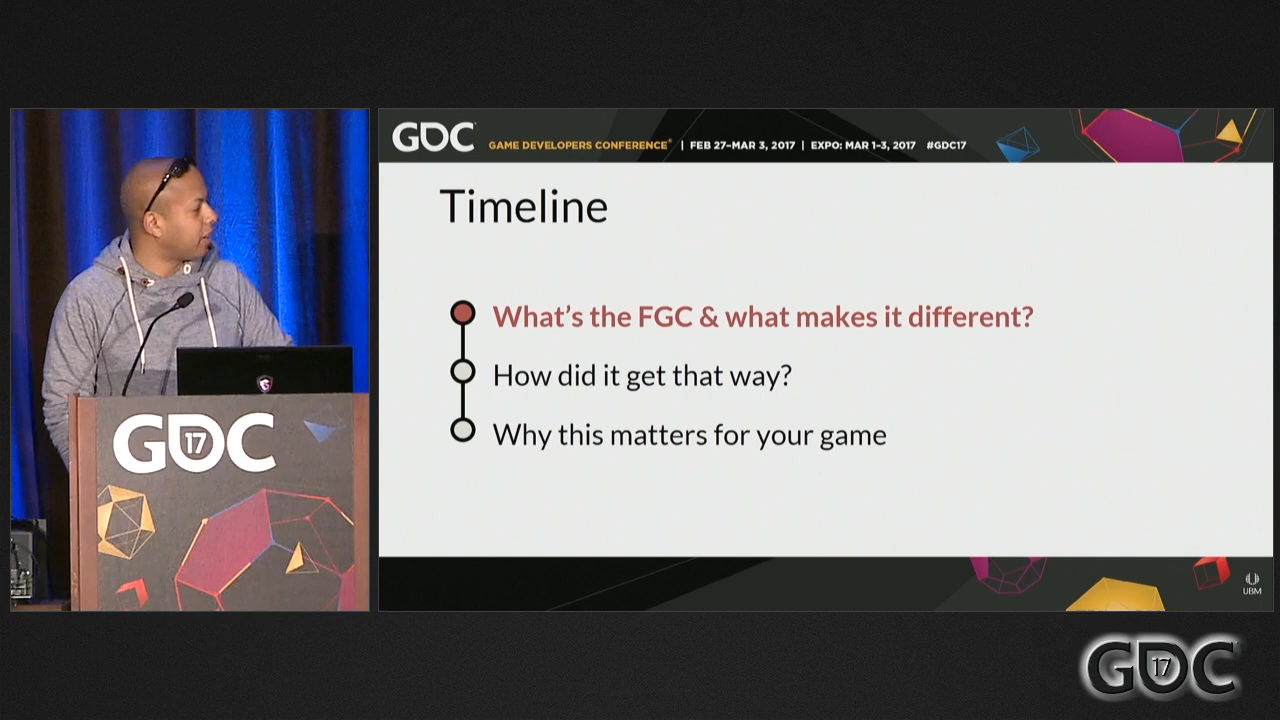 GDC
GAME DEVELOPERS CONFERENCE® | FEB 27–MAR 3, 2017 | EXPO: MAR 1–3, 2017 #GDC17
Timeline
What's the FGC & what makes it different?
How did it get that way?
Why this matters for your game
GDC
17
UBM
GDC
17